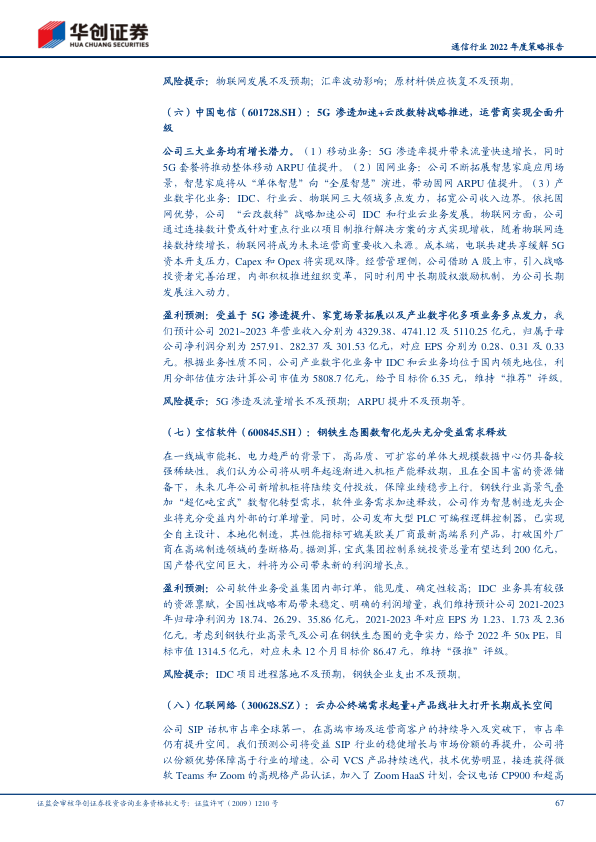 华创证券
HUA CHUANG SECURITIES
通信行业 2022 年度策略报告
风险提示：物联网发展不及预期；汇率波动影响；原材料供应恢复不及预期。
（六）中国电信（601728.SH）：5G 渗透加速+云改数转战略推进，运营商实现全面升
级
公司三大业务均有增长潜力。（1）移动业务：5G 渗透率提升带来流量快速增长，同时
5G 套餐将推动整体移动 ARPU 值提升。（2）固网业务：公司不断拓展智慧家庭应用场
景，智慧家庭将从“单体智慧”向“全屋智慧”演进，带动固网 ARPU 值提升。（3）产
业数字化业务：IDC、行业云、物联网三大领域多点发力，拓宽公司收入边界。依托固
网优势，公司 “云改数转”战略加速公司 IDC 和行业云业务发展。物联网方面，公司
通过连接数计费或针对重点行业以项目制推行解决方案的方式实现增收，随着物联网连
接数持续增长，物联网将成为未来运营商重要收入来源。成本端，电联共建共享缓解 5G
资本开支压力，Capex 和 Opex 将实现双降。经营管理侧，公司借助 A 股上市，引入战略
投资者完善治理，内部积极推进组织变革，同时利用中长期股权激励机制，为公司长期
发展注入动力。
盈利预测：受益于 5G 渗透提升、家宽场景拓展以及产业数字化多项业务多点发力，我
们预计公司 2021~2023 年营业收入分别为 4329.38、4741.12 及 5110.25 亿元，归属于母
公司净利润分别为 257.91、282.37 及 301.53 亿元，对应 EPS 分别为 0.28、0.31 及 0.33
元。根据业务性质不同，公司产业数字化业务中 IDC 和云业务均位于国内领先地位，利
用分部估值方法计算公司市值为 5808.7 亿元，给予目标价 6.35 元，维持“推荐”评级。
风险提示：5G 渗透及流量增长不及预期；ARPU 提升不及预期等。
（七）宝信软件（600845.SH）：钢铁生态圈数智化龙头充分受益需求释放
在一线城市能耗、电力趋严的背景下，高品质、可扩容的单体大规模数据中心仍具备较
强稀缺性。我们认为公司将从明年起逐渐进入机柜产能释放期，且在全国丰富的资源储
备下，未来几年公司新增机柜将陆续交付投放，保障业绩稳步上行。钢铁行业高景气叠
加“超亿吨宝武”数智化转型需求，软件业务需求加速释放，公司作为智慧制造龙头企
业将充分受益内外部的订单增量。同时，公司发布大型 PLC 可编程逻辑控制器，已实现
全自主设计，本地化制造，其性能指标可媲美欧美厂商最新高端系列产品，打破国外厂
商在高端制造领域的垄断格局。据测算，宝武集团控制系统投资总量有望达到 200 亿元，
国产替代空间巨大，料将为公司带来新的利润增长点。
盈利预测：公司软件业务受益集团内部订单，能见度、确定性较高；IDC 业务具有较强
的资源禀赋，全国性战略布局带来稳定、明确的利润增量，我们维持预计公司 2021-2023
年归母净利润为 18.74、26.29、35.86 亿元，2021-2023 年对应 EPS 为 1.23、1.73 及 2.36
亿元。考虑到钢铁行业高景气及公司在钢铁生态圈的竞争实力，给予 2022 年 50x PE，目
标市值 1314.5 亿元，对应未来 12 个月目标价 86.47 元，维持“强推”评级。
风险提示：IDC 项目进程落地不及预期，钢铁企业支出不及预期。
（八）亿联网络（300628.SZ）：云办公终端需求起量+产品线壮大打开长期成长空间
公司 SIP 话机市占率全球第一，在高端市场及运营商客户的持续导入及突破下，市占率
仍有提升空间。我们预测公司将受益 SIP 行业的稳健增长与市场份额的再提升，公司将
以份额优势保障高于行业的增速。公司 VCS 产品持续迭代，技术优势明显，接连获得微
软 Teams 和 Zoom 的高规格产品认证，加入了 Zoom HaaS 计划，会议电话 CP900 和超高
证监会审核华创证券投资咨询业务资格批文号：证监许可（2009）1210 号
67